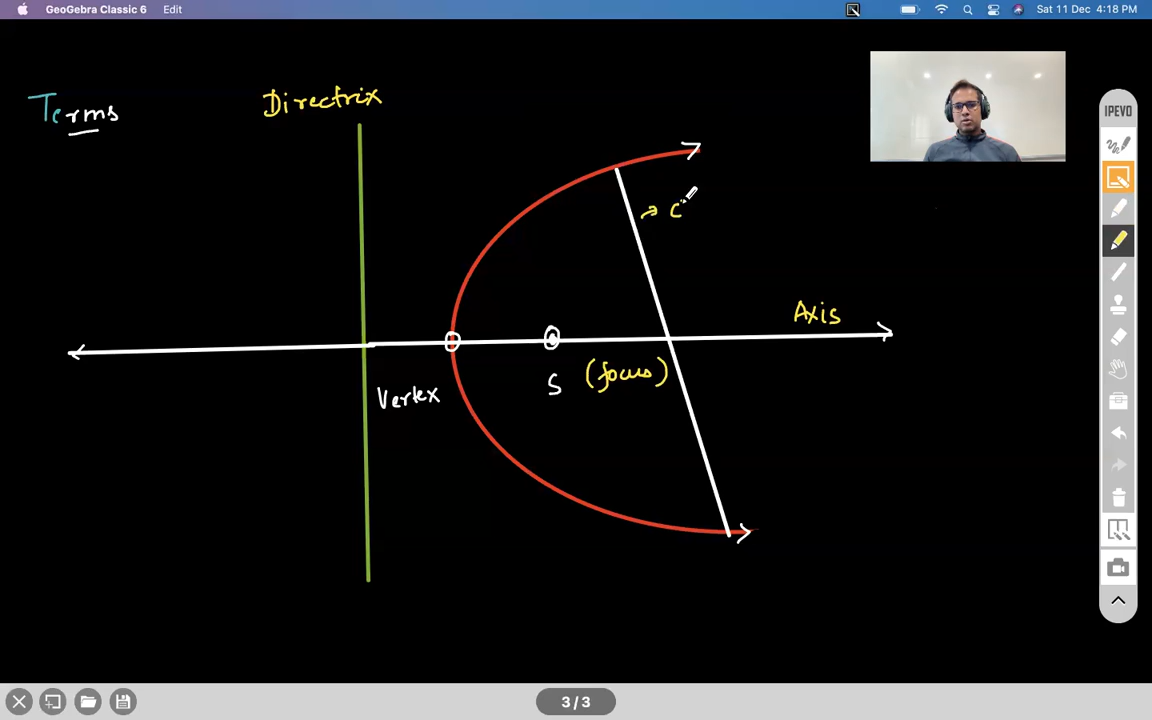 GeoGebra Classic 6 Edit
Sat 11 Dec 4:18 PM
Terms
Directrix
IPEVO
Axis
Vertex
S (focus)
3/3